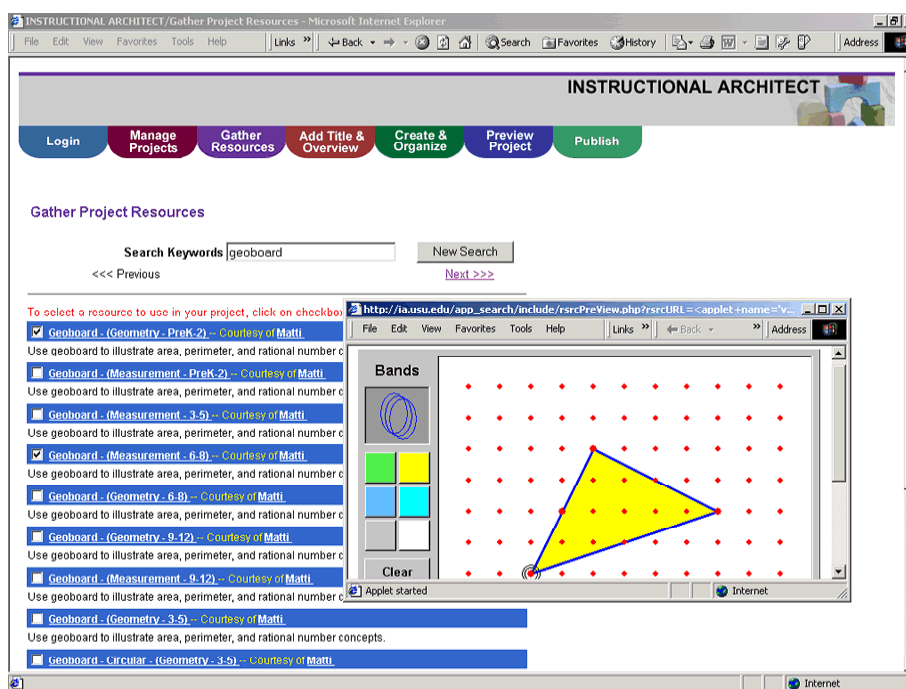 INSTRUCTIONAL ARCHITECT/Gather Project Resources - Microsoft Internet Explorer
File Edit View Favorites Tools Help Links » Back Search Favorites History Address
INSTRUCTIONAL ARCHITECT
Login Manage Projects Gather Resources Add Title & Overview Create & Organize Preview Project Publish
Gather Project Resources
Search Keywords geoboard New Search
<<< Previous Next >>>
To select a resource to use in your project, click on checkbo
Geoboard - (Geometry - PreK-2) -- Courtesy of Matti
Use geoboard to illustrate area, perimeter, and rational number c
Geoboard - (Measurement - PreK-2) -- Courtesy of Matti
Use geoboard to illustrate area, perimeter, and rational number c
Geoboard - (Measurement - 3-5) -- Courtesy of Matti
Use geoboard to illustrate area, perimeter, and rational number c
Geoboard - (Measurement - 6-8) -- Courtesy of Matti
Use geoboard to illustrate area, perimeter, and rational number c
Geoboard - (Geometry - 6-8) -- Courtesy of Matti
Use geoboard to illustrate area, perimeter, and rational number c
Geoboard - (Geometry - 9-12) -- Courtesy of Matti
Use geoboard to illustrate area, perimeter, and rational number c
Geoboard - (Measurement - 9-12) -- Courtesy of Matti
Use geoboard to illustrate area, perimeter, and rational number c
Geoboard - (Geometry - 3-5) -- Courtesy of Matti
Use geoboard to illustrate area, perimeter, and rational number concepts.
Geoboard - Circular - (Geometry - 3-5) -- Courtesy of Matti
http://ia.usu.edu/app_search/include/rsrcPreView.php?rsrcURL=<applet+name='v...
File Edit View Favorites Tools Help Links » Back » Address
Bands
Clear
Applet started Internet
Internet